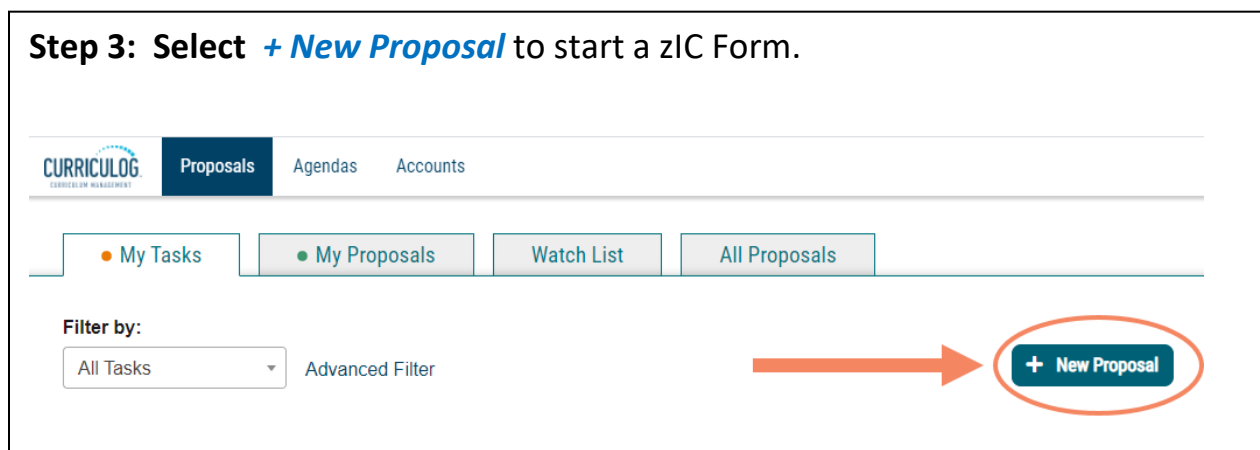 Step 3: Select + New Proposal to start a zIC Form.
CURRICULOG. Proposals Agendas Accounts
CURRICULUM MANAGEMENT
My Tasks My Proposals Watch List All Proposals
Filter by:
All Tasks Advanced Filter + New Proposal